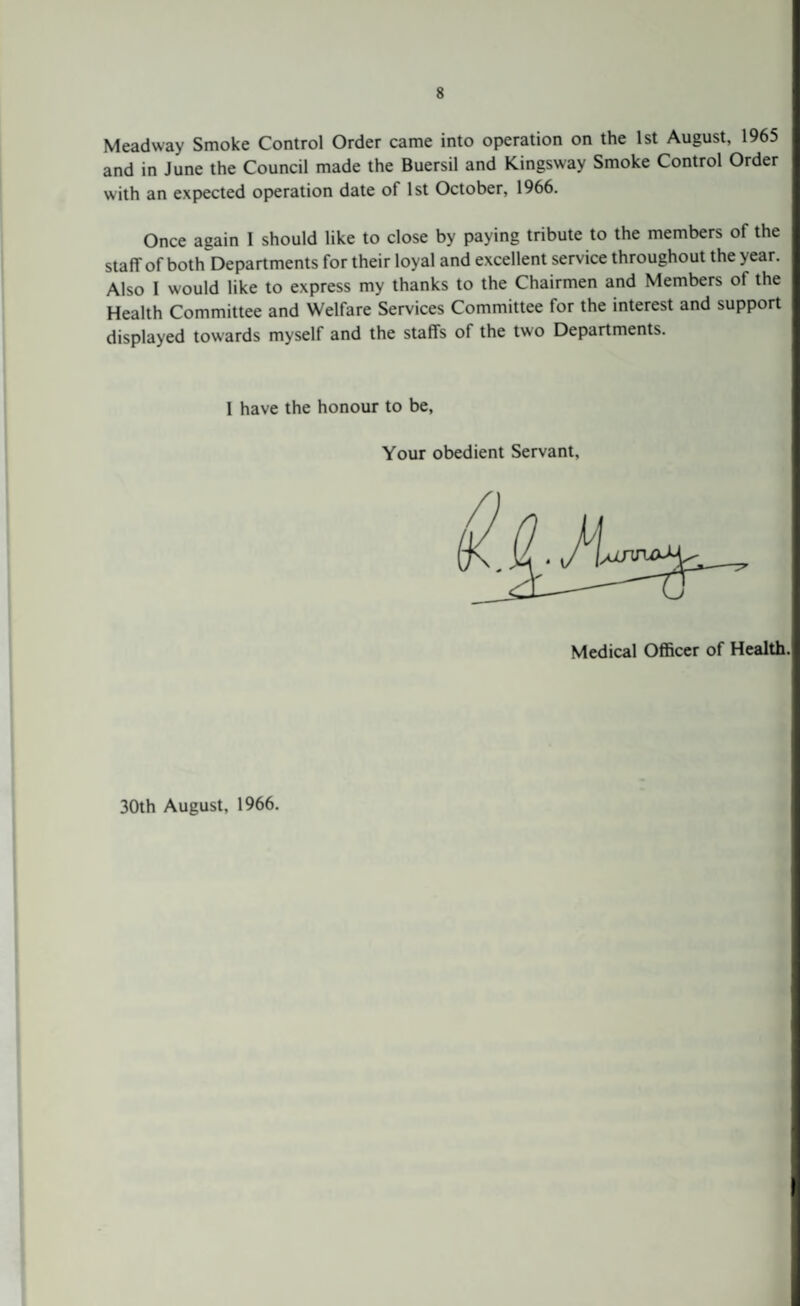 8
Meadway Smoke Control Order came into operation on the 1st August, 1965
and in June the Council made the Buersil and Kingsway Smoke Control Order
with an expected operation date of 1st October, 1966.
Once again I should like to close by paying tribute to the members of the
staff of both Departments for their loyal and excellent service throughout the year.
Also I would like to express my thanks to the Chairmen and Members of the
Health Committee and Welfare Services Committee for the interest and support
displayed towards myself and the staffs of the two Departments.
I have the honour to be,
Your obedient Servant,
R. G. Murray
Medical Officer of Health.
30th August, 1966.